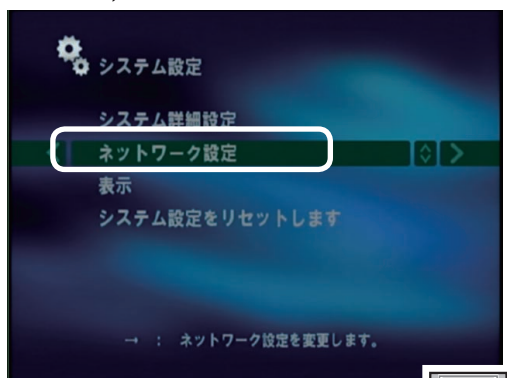 システム設定
システム詳細設定
ネットワーク設定
表示
システム設定をリセットします
→ : ネットワーク設定を変更します。